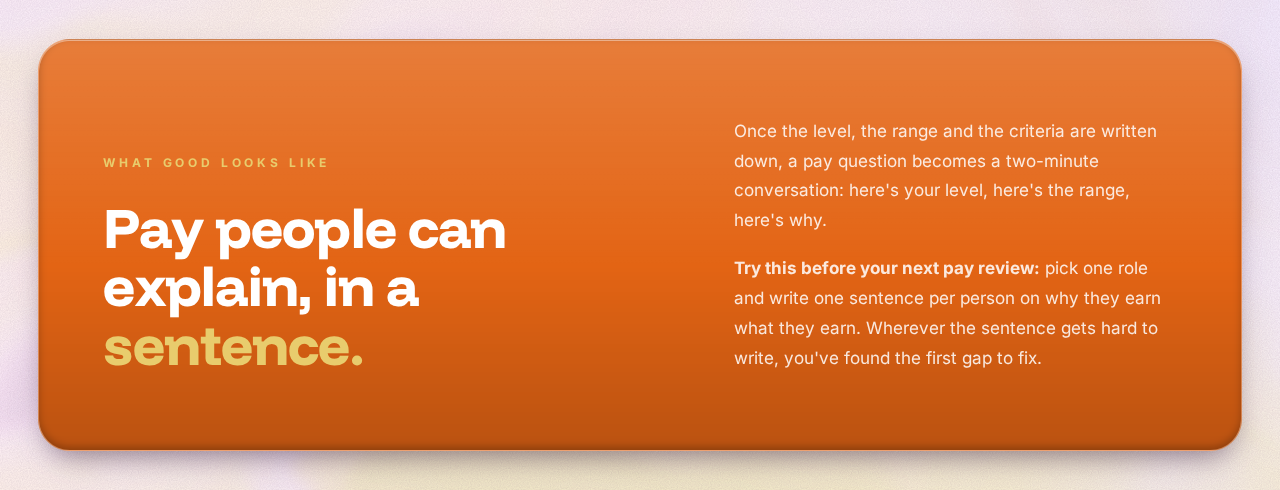 WHAT GOOD LOOKS LIKE
Pay people can
explain, in a
sentence.
Once the level, the range and the criteria are written
down, a pay question becomes a two-minute
conversation: here's your level, here's the range,
here's why.
Try this before your next pay review: pick one role
and write one sentence per person on why they earn
what they earn. Wherever the sentence gets hard to
write, you've found the first gap to fix.